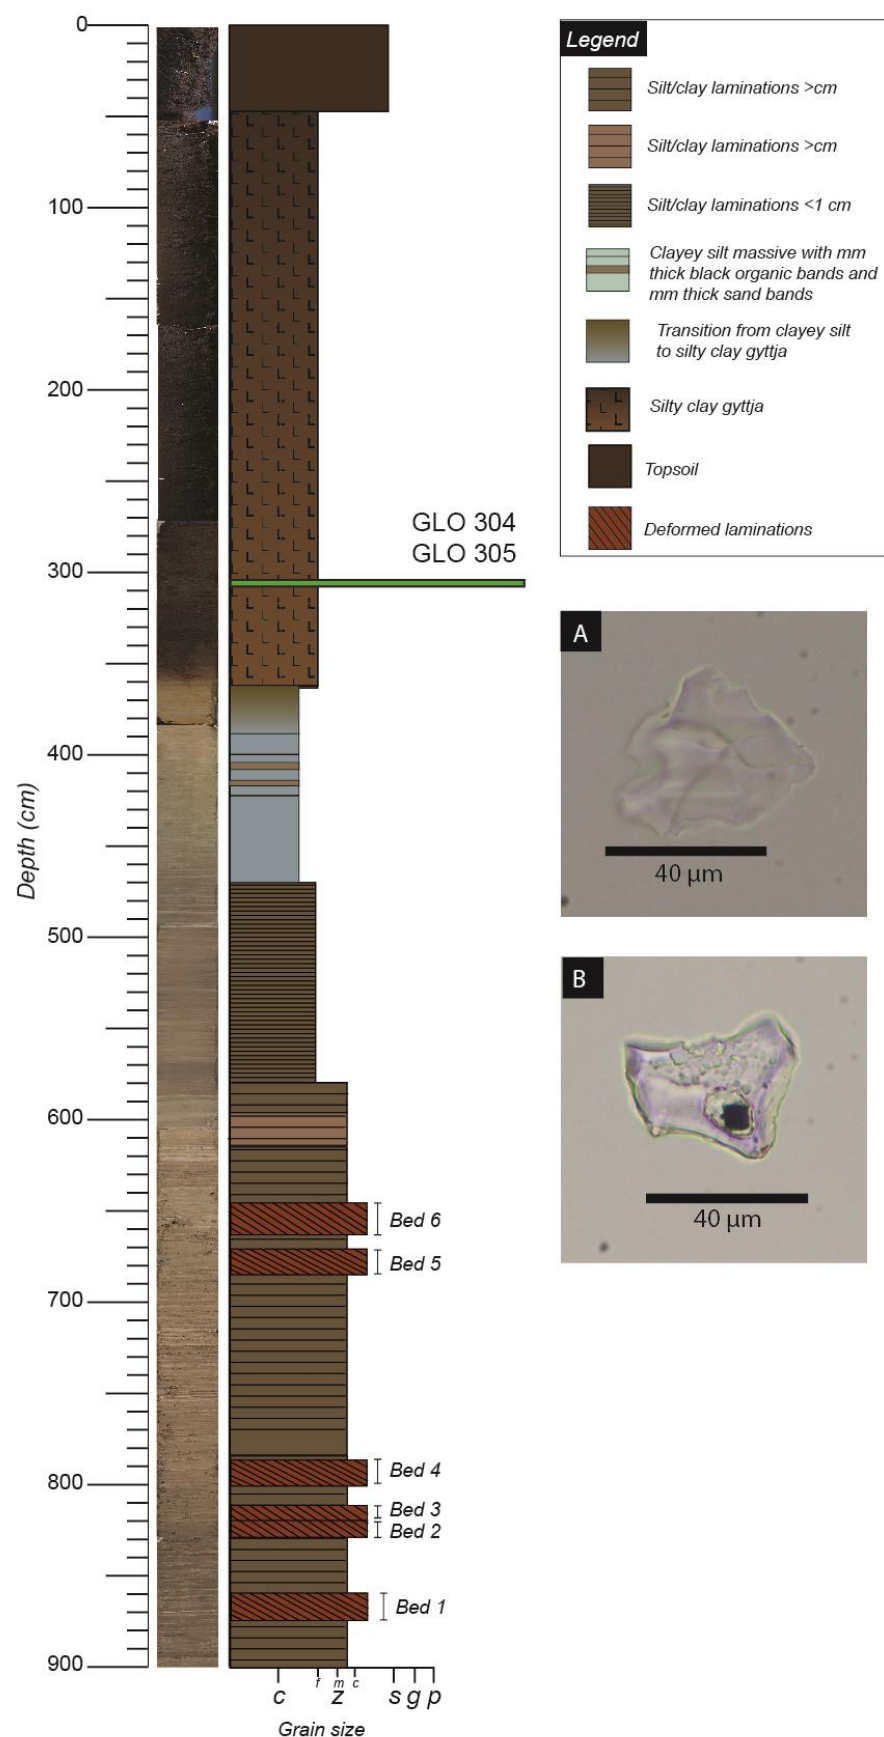 0
100
200
300
400
500
600
700
800
900
Depth (cm)
GLO 304
GLO 305
Bed 6
Bed 5
Bed 4
Bed 3
Bed 2
Bed 1
f m c
c z s g p
Grain size
Legend
Silt/clay laminations >cm
Silt/clay laminations >cm
Silt/clay laminations <1 cm
Clayey silt massive with mm
thick black organic bands and
mm thick sand bands
Transition from clayey silt
to silty clay gyttja
Silty clay gyttja
Topsoil
Deformed laminations
A
40 µm
B
40 µm